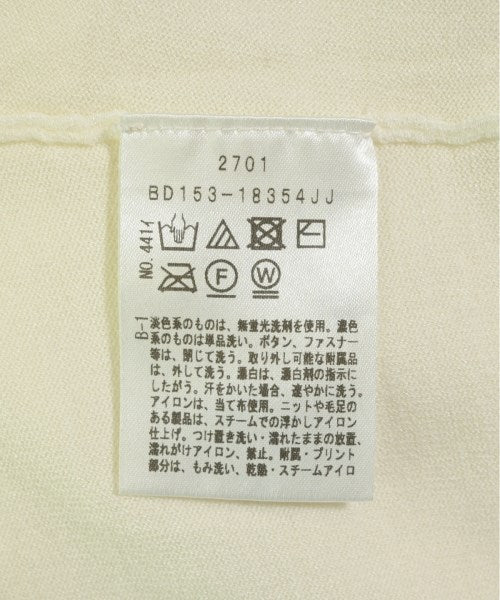 2701
BD153-18354JJ
NO.441イ
F
W
B-1
淡色系のものは、無蛍光洗剤を使用。濃色
系のものは単品洗い。ボタン、ファスナー
等は、閉じて洗う。取り外し可能な附属品
は、外して洗う。漂白は、漂白剤の指示に
したがう。汗をかいた場合、速やかに洗う。
アイロンは、当て布使用。ニットや毛足の
ある製品は、スチームでの浮かしアイロン
仕上げ。つけ置き洗い・濡れたままの放置、
濡れがけアイロン、禁止。附属・プリント
部分は、もみ洗い、乾熱・スチームアイロ